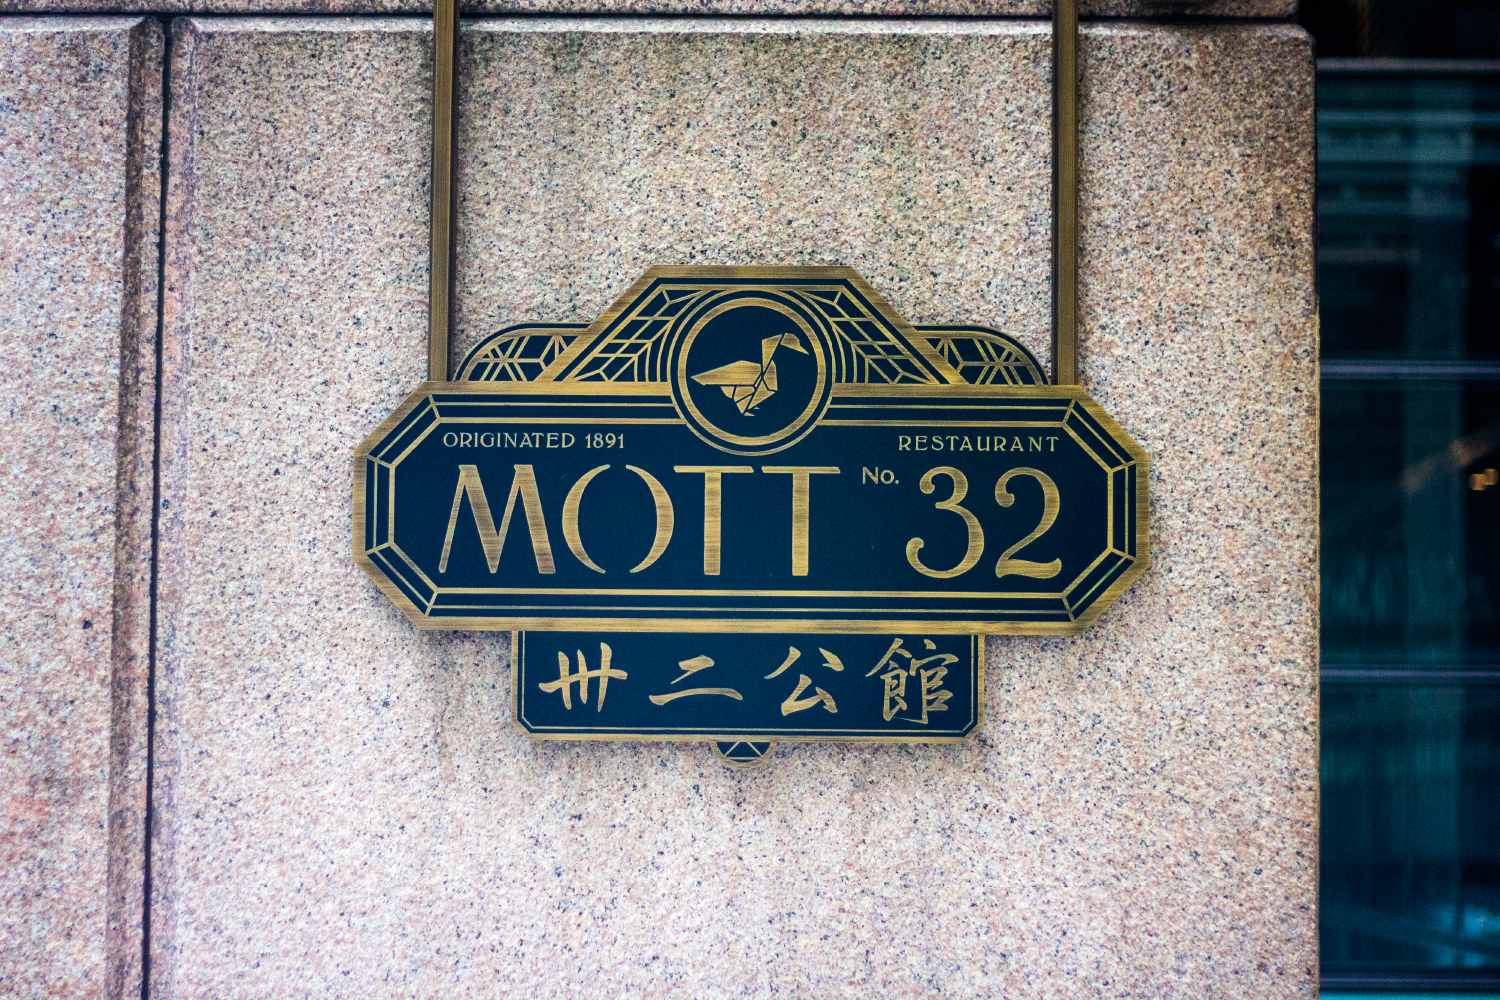 ORIGINATED 1891
RESTAURANT
MOTT No. 32
卅二公館